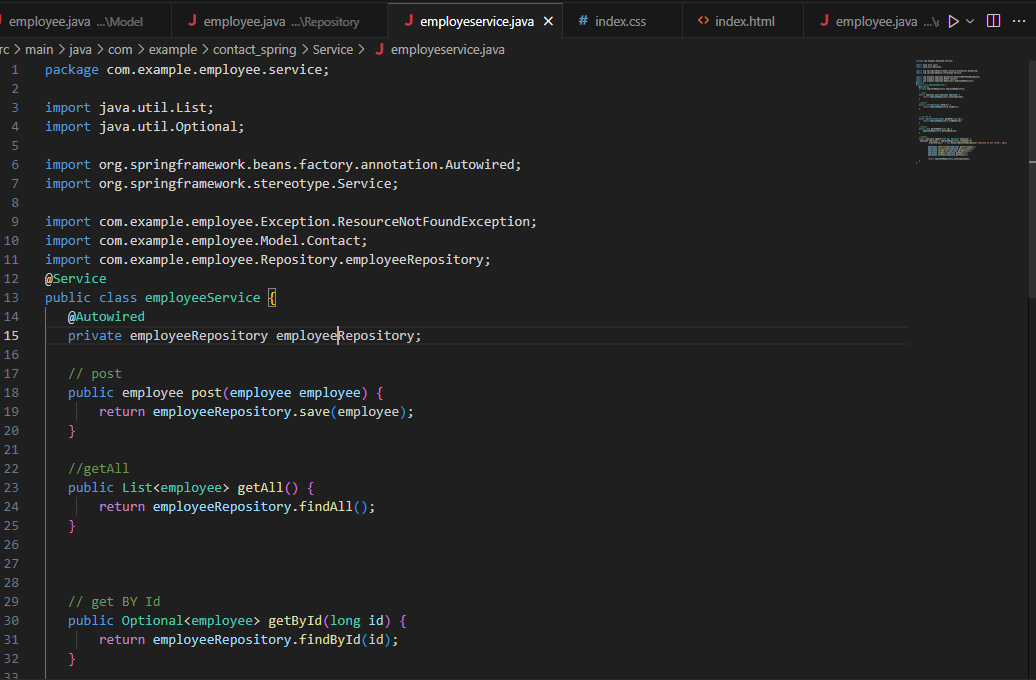 employee.java ...\Model
employee.java ...\Repository
employeservice.java
index.css
index.html
employee.java ...\
rc > main > java > com > example > contact_spring > Service > employeservice.java
1 package com.example.employee.service;
2
3 import java.util.List;
4 import java.util.Optional;
5
6 import org.springframework.beans.factory.annotation.Autowired;
7 import org.springframework.stereotype.Service;
8
9 import com.example.employee.Exception.ResourceNotFoundException;
10 import com.example.employee.Model.Contact;
11 import com.example.employee.Repository.employeeRepository;
12 @Service
13 public class employeeService {
14 @Autowired
15 private employeeRepository employeeRepository;
16
17 // post
18 public employee post(employee employee) {
19 return employeeRepository.save(employee);
20 }
21
22 //getAll
23 public List<employee> getAll() {
24 return employeeRepository.findAll();
25 }
26
27
28
29 // get BY Id
30 public Optional<employee> getById(long id) {
31 return employeeRepository.findById(id);
32 }
33